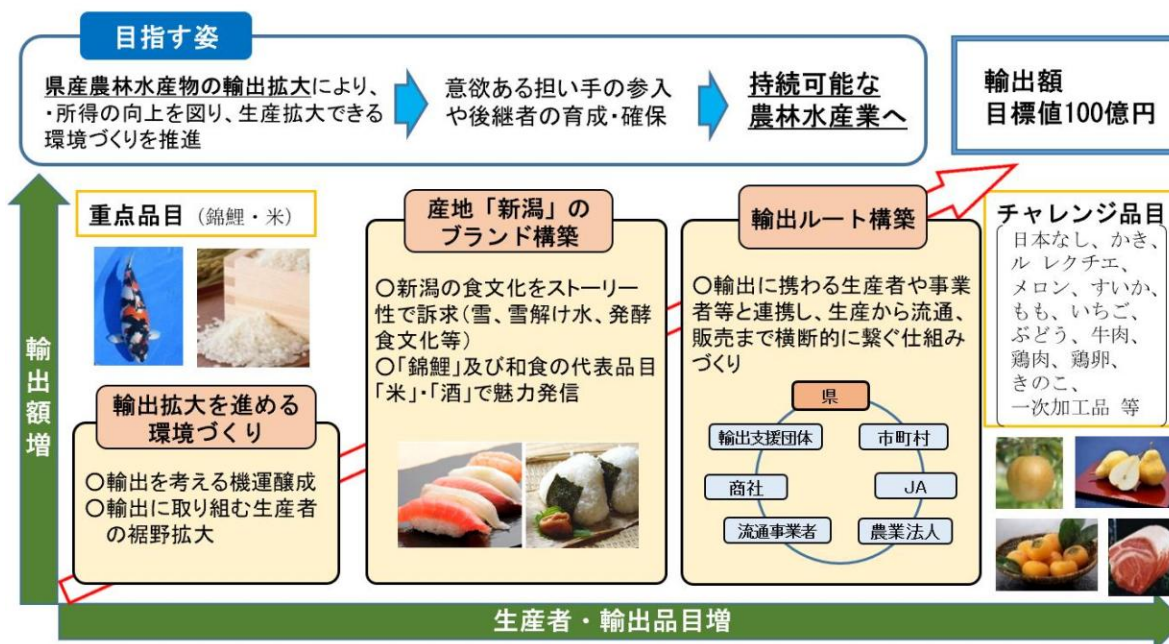 目指す姿
県産農林水産物の輸出拡大により、
・所得の向上を図り、生産拡大できる
環境づくりを推進
意欲ある担い手の参入
や後継者の育成・確保
持続可能な
農林水産業へ
輸出額
目標値100億円
輸出額増
重点品目（錦鯉・米）
輸出拡大を進める
環境づくり
○輸出を考える機運醸成
○輸出に取り組む生産者
の裾野拡大
産地「新潟」の
ブランド構築
○新潟の食文化をストーリー
性で訴求(雪、雪解け水、発酵
食文化等)
○「錦鯉」及び和食の代表品目
「米」・「酒」で魅力発信
輸出ルート構築
○輸出に携わる生産者や事業
者等と連携し、生産から流通、
販売まで横断的に繋ぐ仕組み
づくり
県
輸出支援団体
市町村
商社
JA
流通事業者
農業法人
チャレンジ品目
日本なし、かき、
ル レクチエ、
メロン、すいか、
もも、いちご、
ぶどう、牛肉、
鶏肉、鶏卵、
きのこ、
一次加工品 等
生産者・輸出品目増